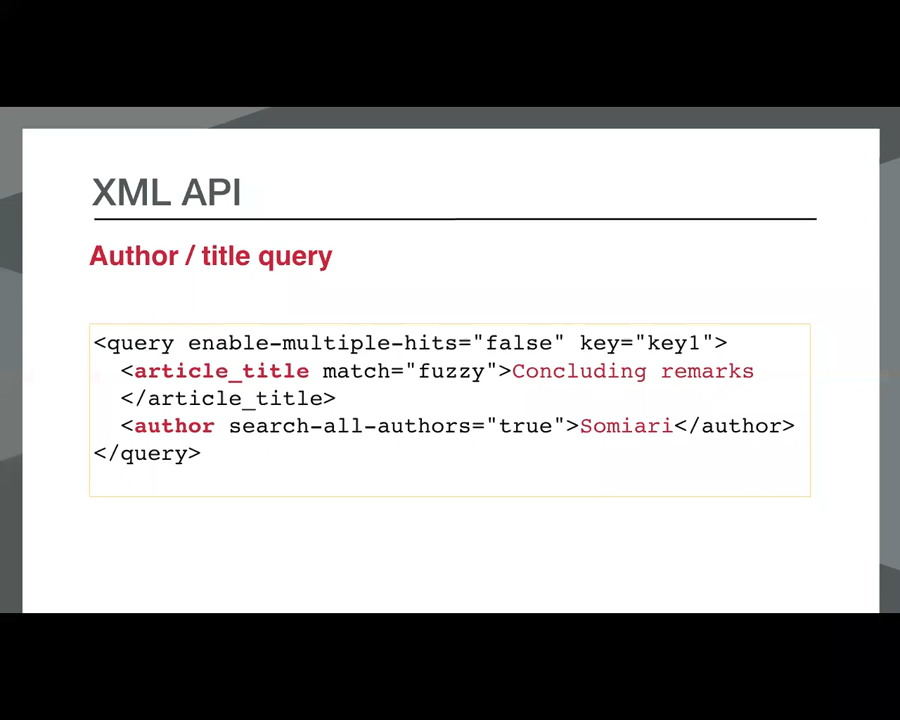 XML API
Author / title query
<query enable-multiple-hits="false" key="key1">
<article_title match="fuzzy">Concluding remarks
</article_title>
<author search-all-authors="true">Somiari</author>
</query>